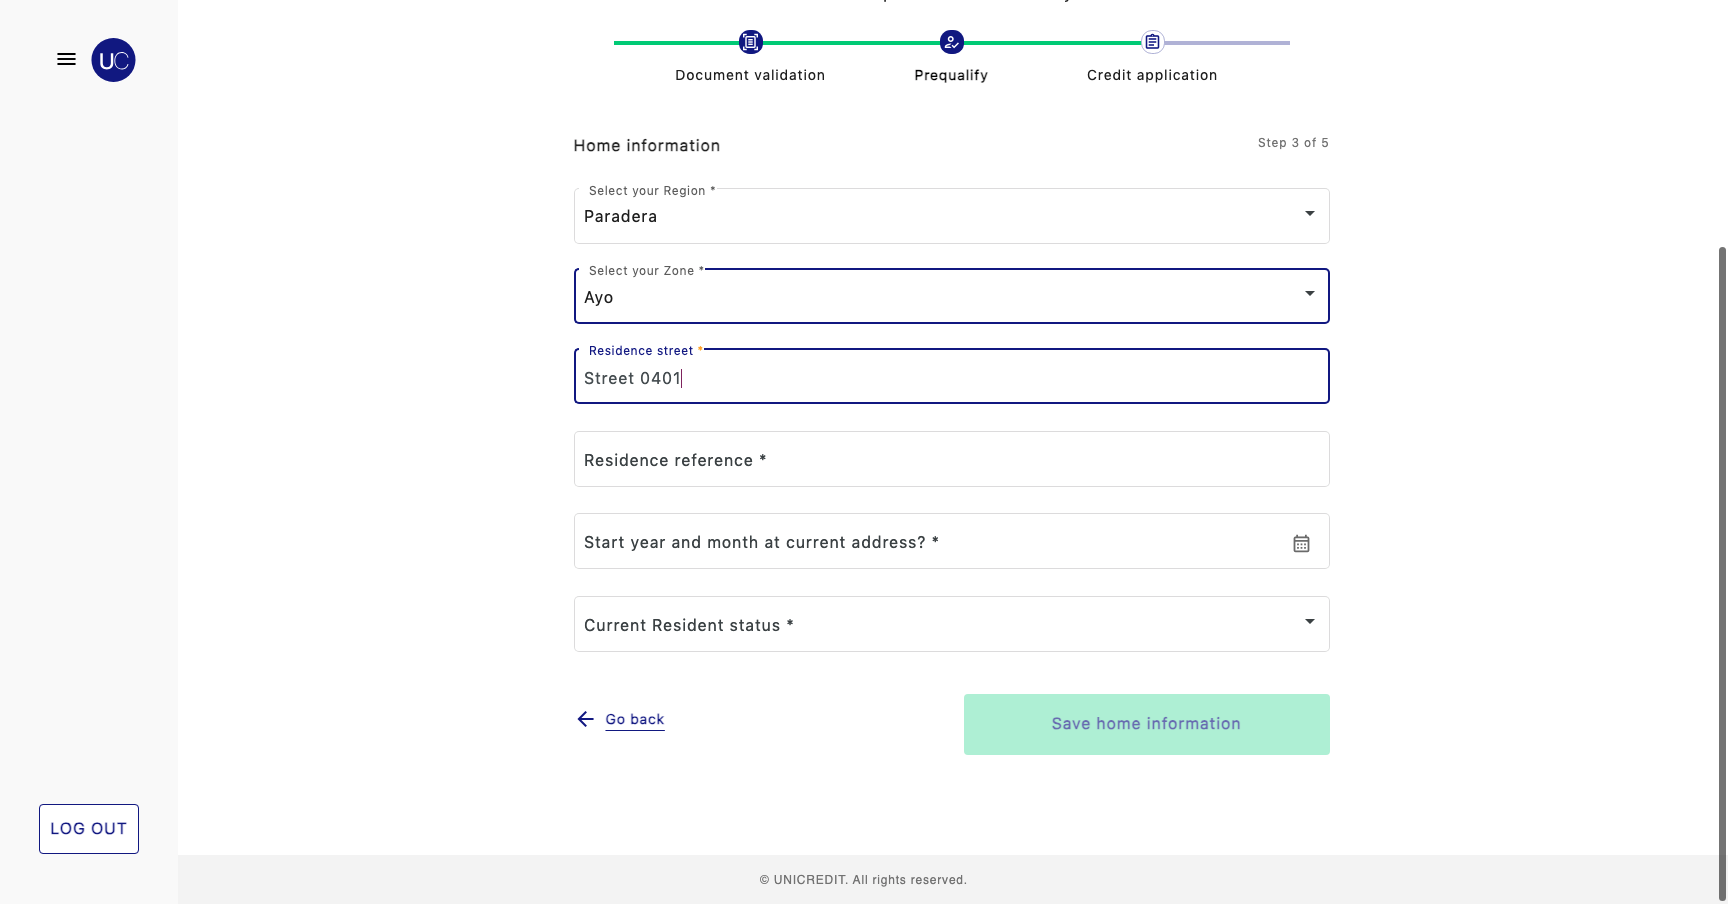 UC
Document validation
Prequalify
Credit application
Home information
Step 3 of 5
Select your Region *
Paradera
Select your Zone *
Ayo
Residence street *
Street 0401
Residence reference *
Start year and month at current address? *
Current Resident status *
Go back
Save home information
LOG OUT
© UNICREDIT. All rights reserved.